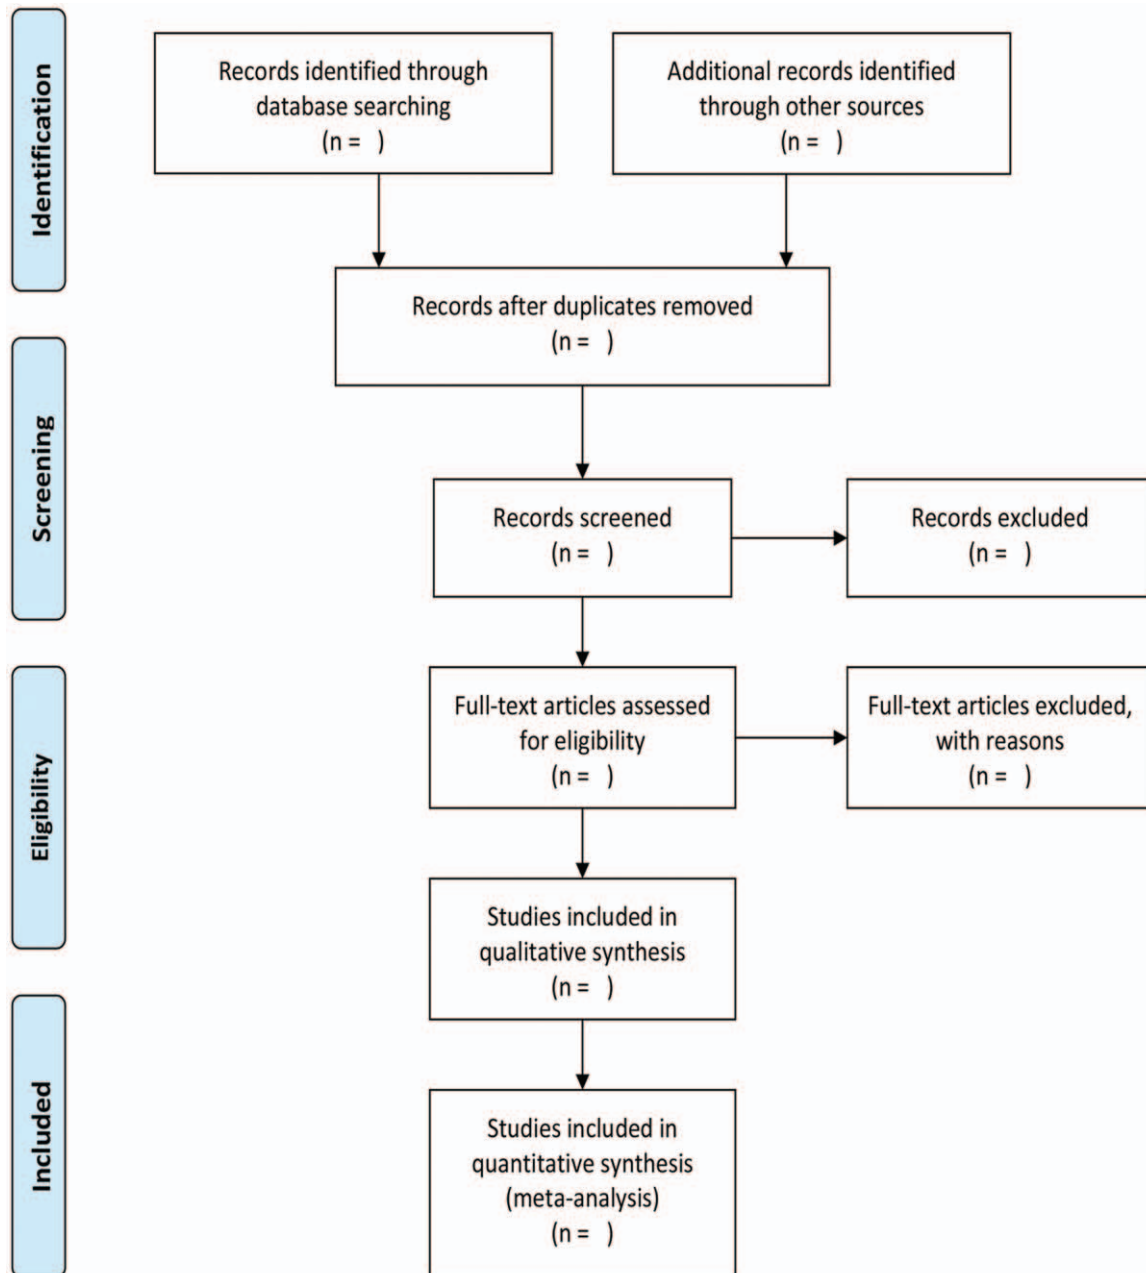 Identification
Records identified through
database searching
(n =   )
Additional records identified
through other sources
(n =   )
Records after duplicates removed
(n =   )
Screening
Records screened
(n =   )
Records excluded
(n =   )
Eligibility
Full-text articles assessed
for eligibility
(n =   )
Full-text articles excluded,
with reasons
(n =   )
Studies included in
qualitative synthesis
(n =   )
Included
Studies included in
quantitative synthesis
(meta-analysis)
(n =   )